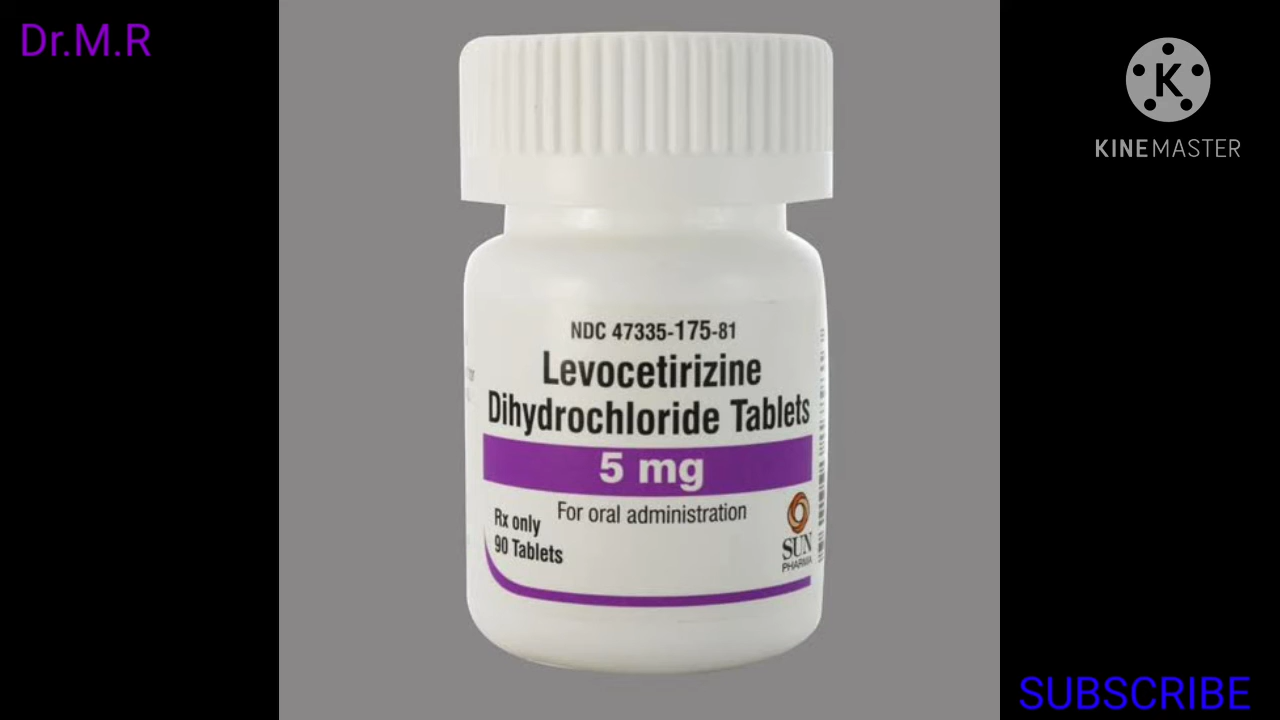 Dr.M.R
K
KINEMASTER
NDC 47335-175-81
Levocetirizine
Dihydrochloride Tablets
5 mg
For oral administration
Rx only
90 Tablets
SUN
PHARMA
SUBSCRIBE